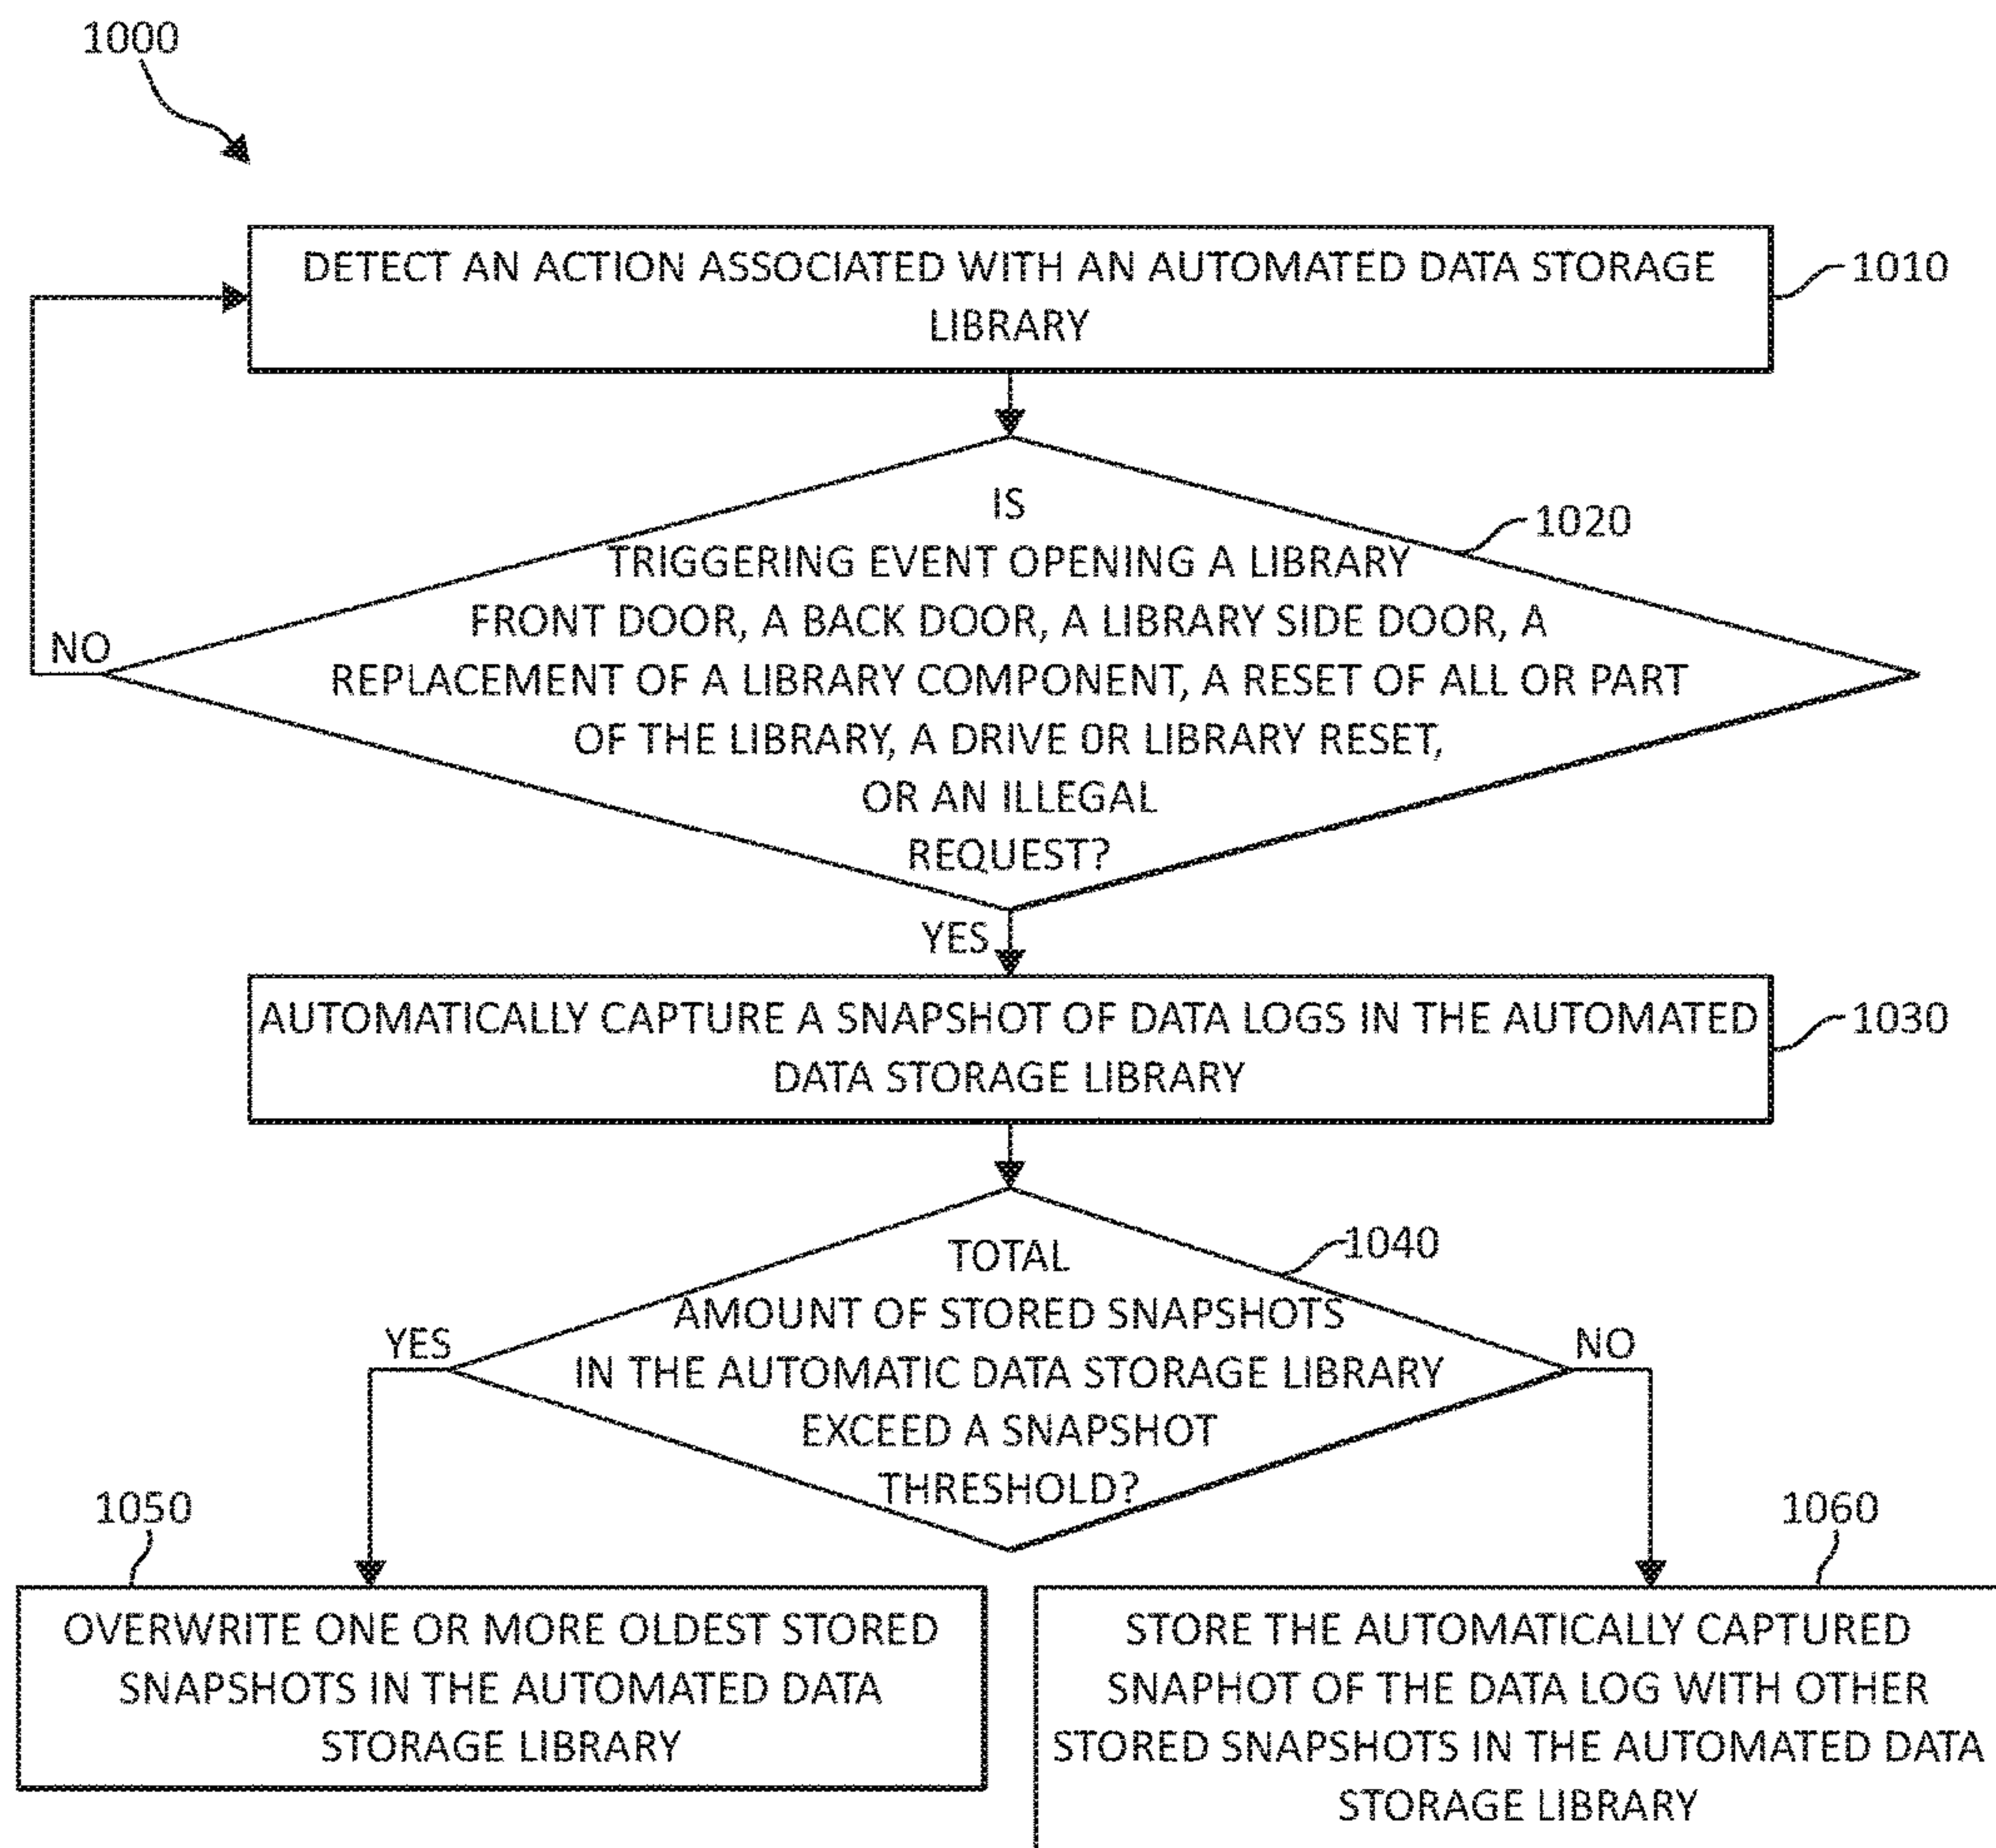 1000
DETECT AN ACTION ASSOCIATED WITH AN AUTOMATED DATA STORAGE
LIBRARY
1010
IS
TRIGGERING EVENT OPENING A LIBRARY
FRONT DOOR, A BACK DOOR, A LIBRARY SIDE DOOR, A
REPLACEMENT OF A LIBRARY COMPONENT, A RESET OF ALL OR PART
OF THE LIBRARY, A DRIVE 0R LIBRARY RESET,
OR AN ILLEGAL
REQUEST?
1020
NO
YES
AUTOMATICALLY CAPTURE A SNAPSHOT OF DATA LOGS IN THE AUTOMATED
DATA STORAGE LIBRARY
1030
TOTAL
AMOUNT OF STORED SNAPSHOTS
IN THE AUTOMATIC DATA STORAGE LIBRARY
EXCEED A SNAPSHOT
THRESHOLD?
1040
YES
NO
1050
OVERWRITE ONE OR MORE OLDEST STORED
SNAPSHOTS IN THE AUTOMATED DATA
STORAGE LIBRARY
1060
STORE THE AUTOMATICALLY CAPTURED
SNAPHOT OF THE DATA LOG WITH OTHER
STORED SNAPSHOTS IN THE AUTOMATED DATA
STORAGE LIBRARY